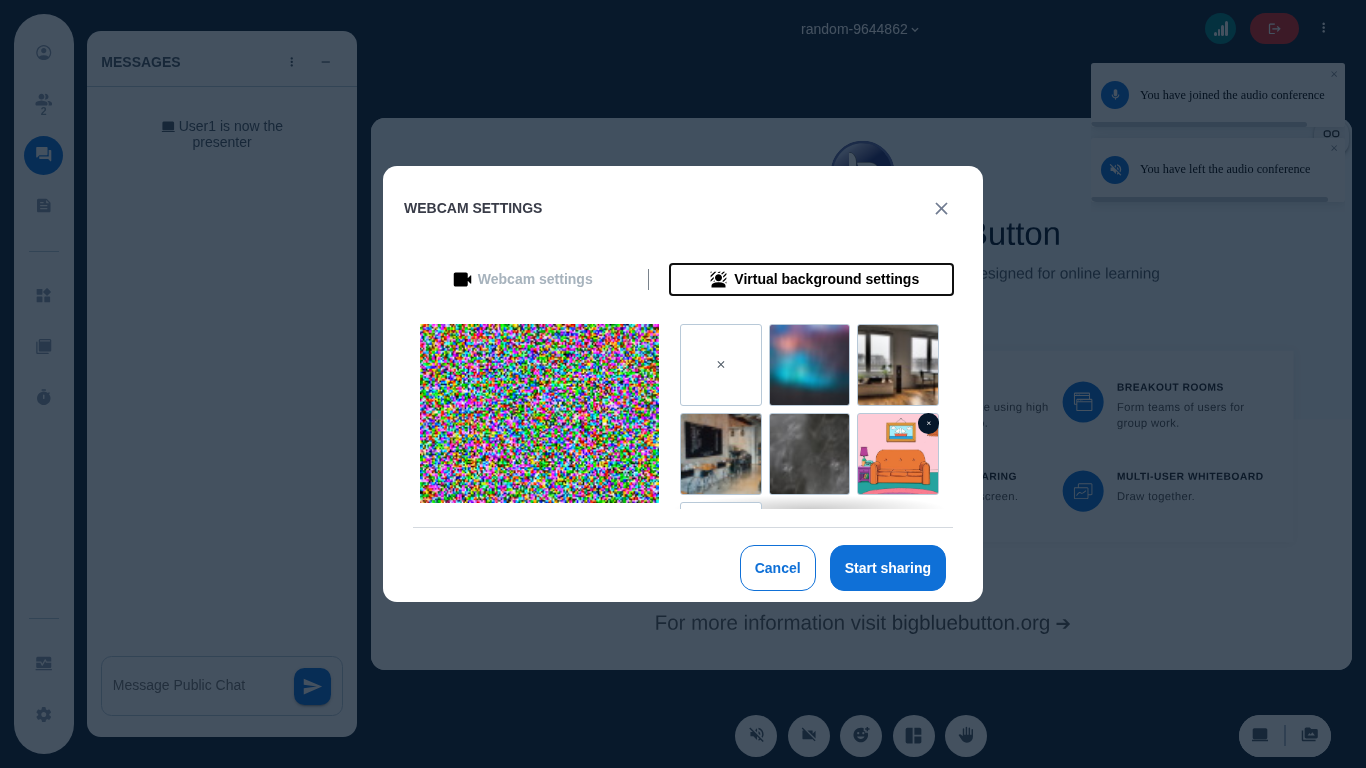 random-9644862
MESSAGES
2
User1 is now the
presenter
You have joined the audio conference
You have left the audio conference
WEBCAM SETTINGS
Webcam settings
Virtual background settings
Button
esigned for online learning
BREAKOUT ROOMS
e using high
Form teams of users for
group work.
ARING
MULTI-USER WHITEBOARD
screen.
Draw together.
Cancel
Start sharing
For more information visit bigbluebutton.org ➔
Message Public Chat